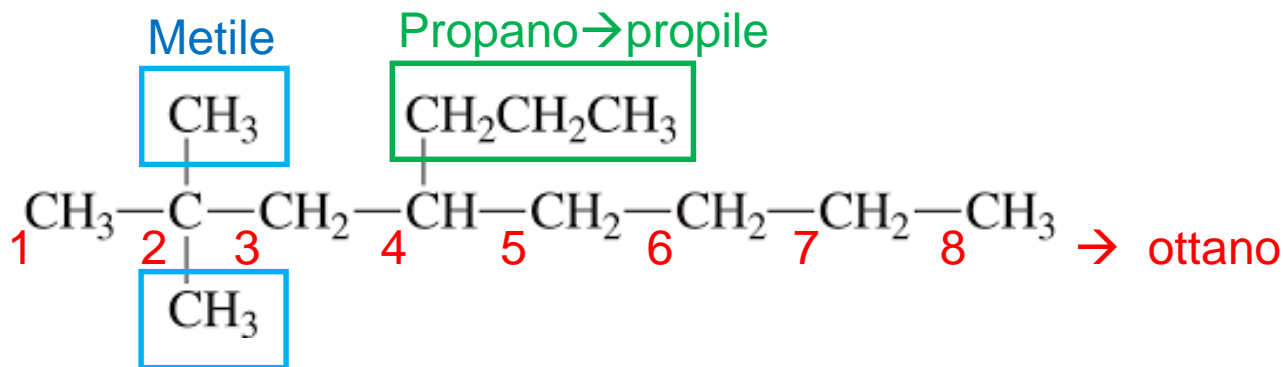 Metile Propano→propile
CH₃ CH₂CH₂CH₃
CH₃—C—CH₂—CH—CH₂—CH₂—CH₂—CH₃
1 2 3 4 5 6 7 8 → ottano
CH₃